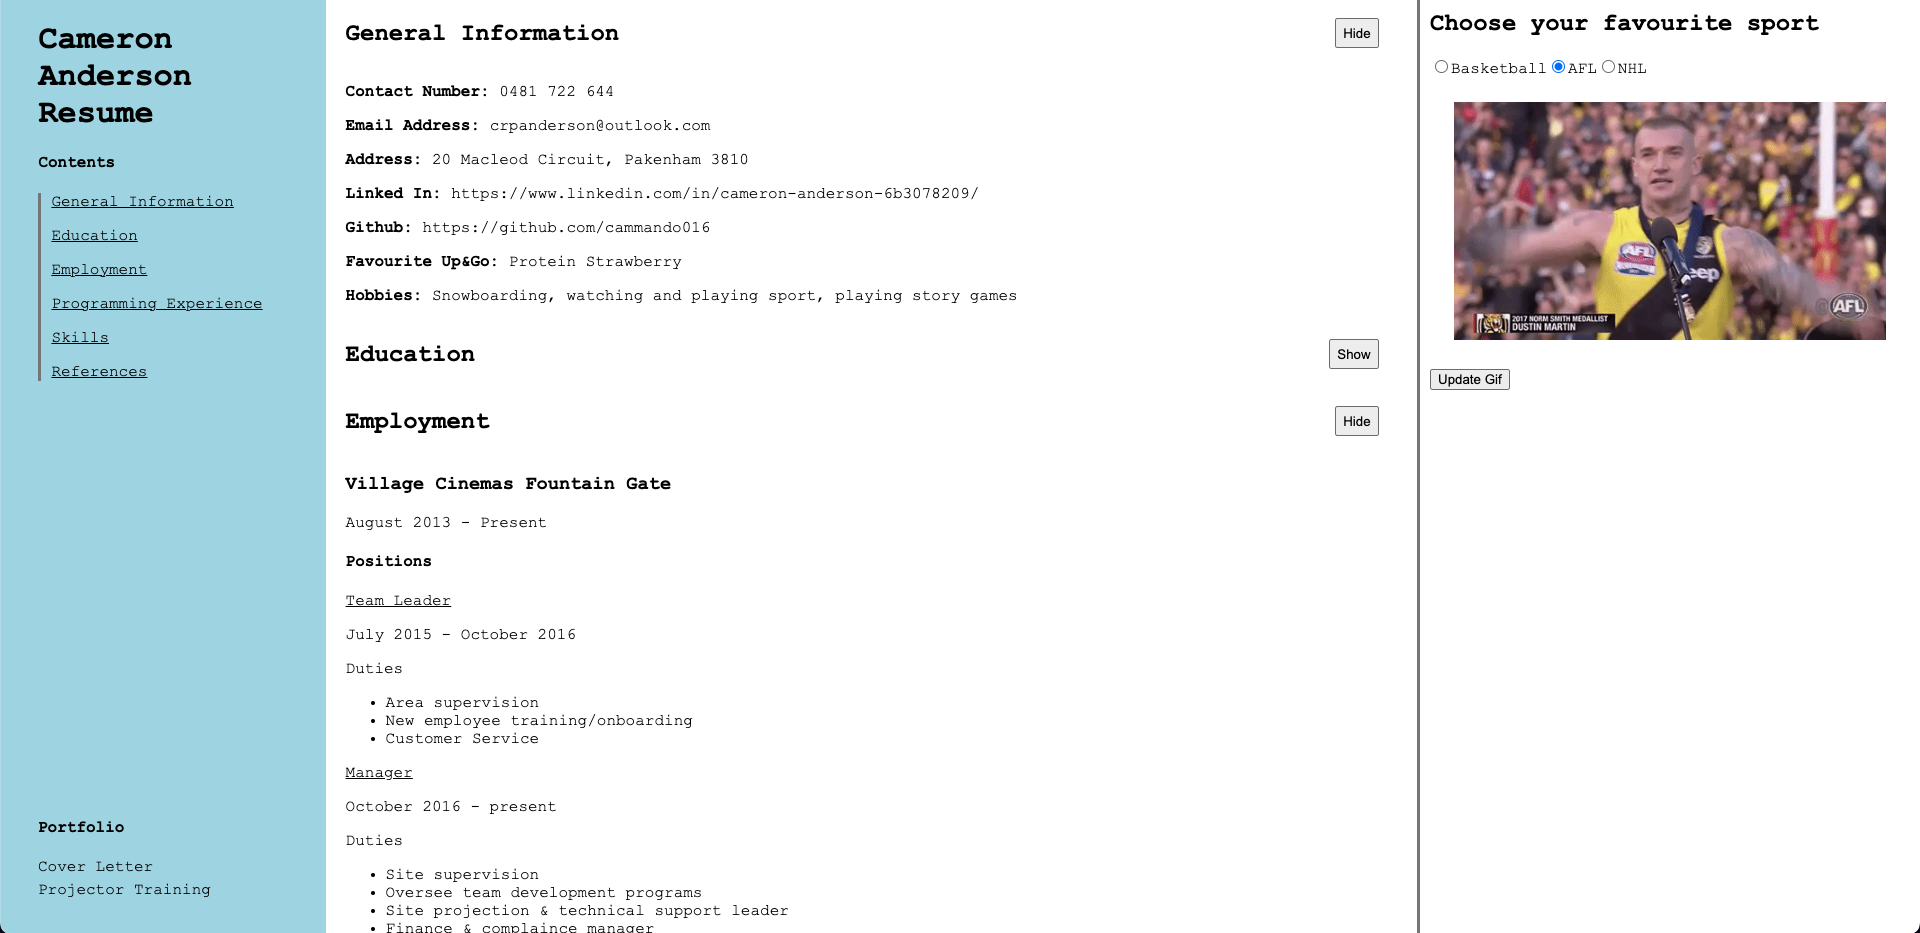 Cameron
Anderson
Resume
Contents
General Information
Education
Employment
Programming Experience
Skills
References
Portfolio
Cover Letter
Projector Training
General Information
Hide
Contact Number: 0481 722 644
Email Address: crpanderson@outlook.com
Address: 20 Macleod Circuit, Pakenham 3810
Linked In: https://www.linkedin.com/in/cameron-anderson-6b3078209/
Github: https://github.com/cammando016
Favourite Up&Go: Protein Strawberry
Hobbies: Snowboarding, watching and playing sport, playing story games
Education
Show
Employment
Hide
Village Cinemas Fountain Gate
August 2013 - Present
Positions
Team Leader
July 2015 - October 2016
Duties
• Area supervision
• New employee training/onboarding
• Customer Service
Manager
October 2016 - present
Duties
• Site supervision
• Oversee team development programs
• Site projection & technical support leader
• Finance & complaince manager
Choose your favourite sport
Basketball AFL NHL
AFL
Jeep
@AFL
2017 NORM SMITH MEDALLIST
DUSTIN MARTIN
Update Gif